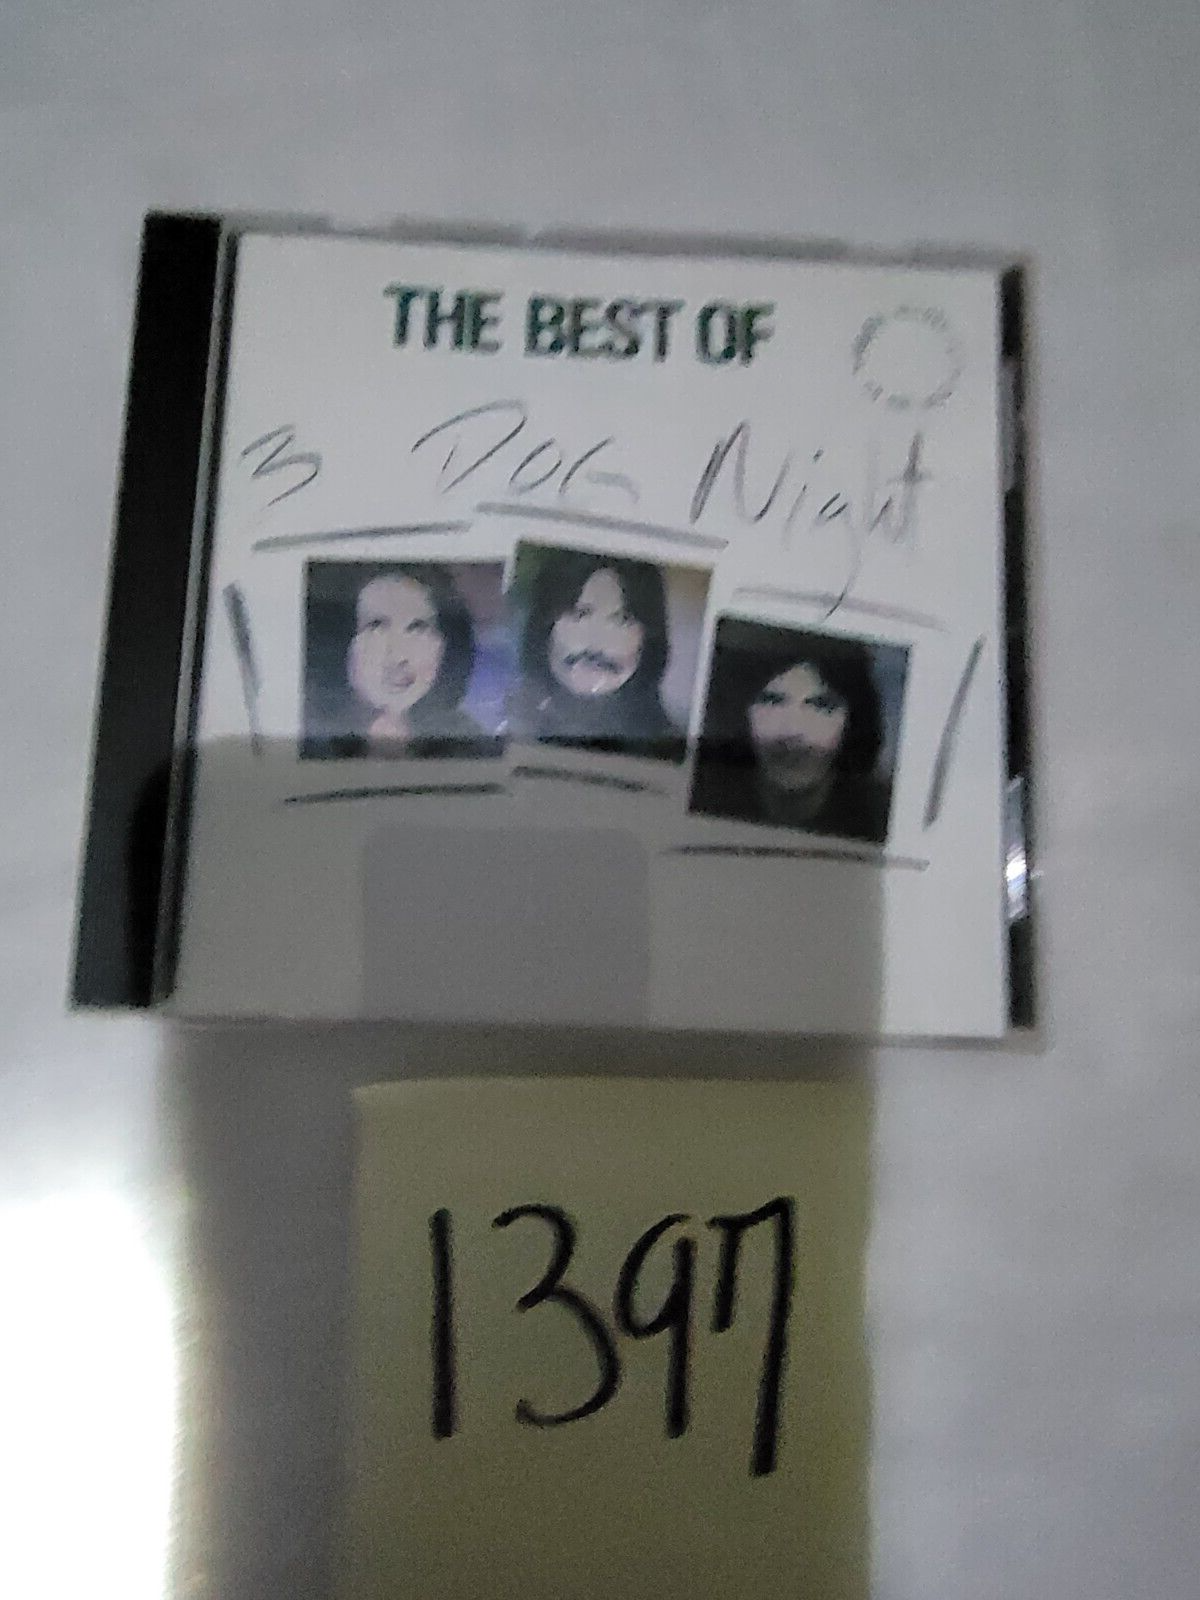 THE BEST OF
3 DOG Night
1397